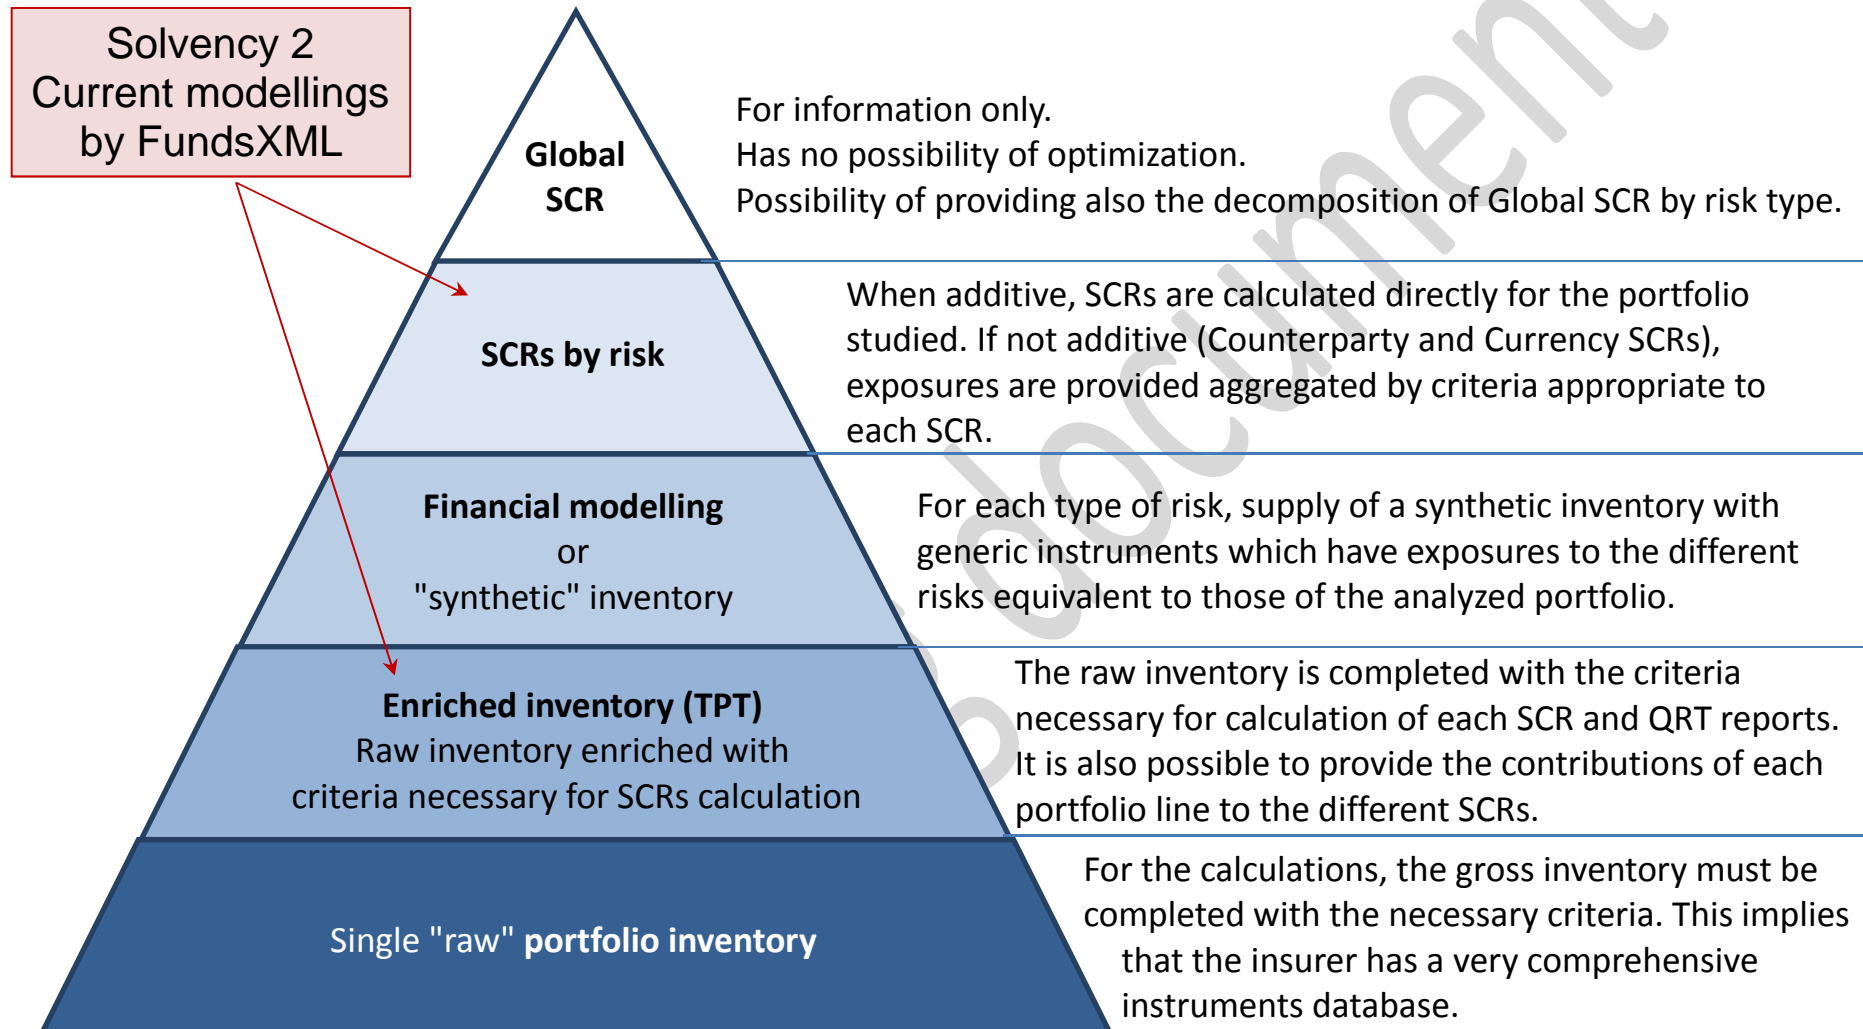 Solvency 2
Current modellings
by FundsXML
Global
SCR
For information only.
Has no possibility of optimization.
Possibility of providing also the decomposition of Global SCR by risk type.
SCRs by risk
When additive, SCRs are calculated directly for the portfolio
studied. If not additive (Counterparty and Currency SCRs),
exposures are provided aggregated by criteria appropriate to
each SCR.
Financial modelling
or
"synthetic" inventory
For each type of risk, supply of a synthetic inventory with
generic instruments which have exposures to the different
risks equivalent to those of the analyzed portfolio.
Enriched inventory (TPT)
Raw inventory enriched with
criteria necessary for SCRs calculation
The raw inventory is completed with the criteria
necessary for calculation of each SCR and QRT reports.
It is also possible to provide the contributions of each
portfolio line to the different SCRs.
Single "raw" portfolio inventory
For the calculations, the gross inventory must be
completed with the necessary criteria. This implies
that the insurer has a very comprehensive
instruments database.
document